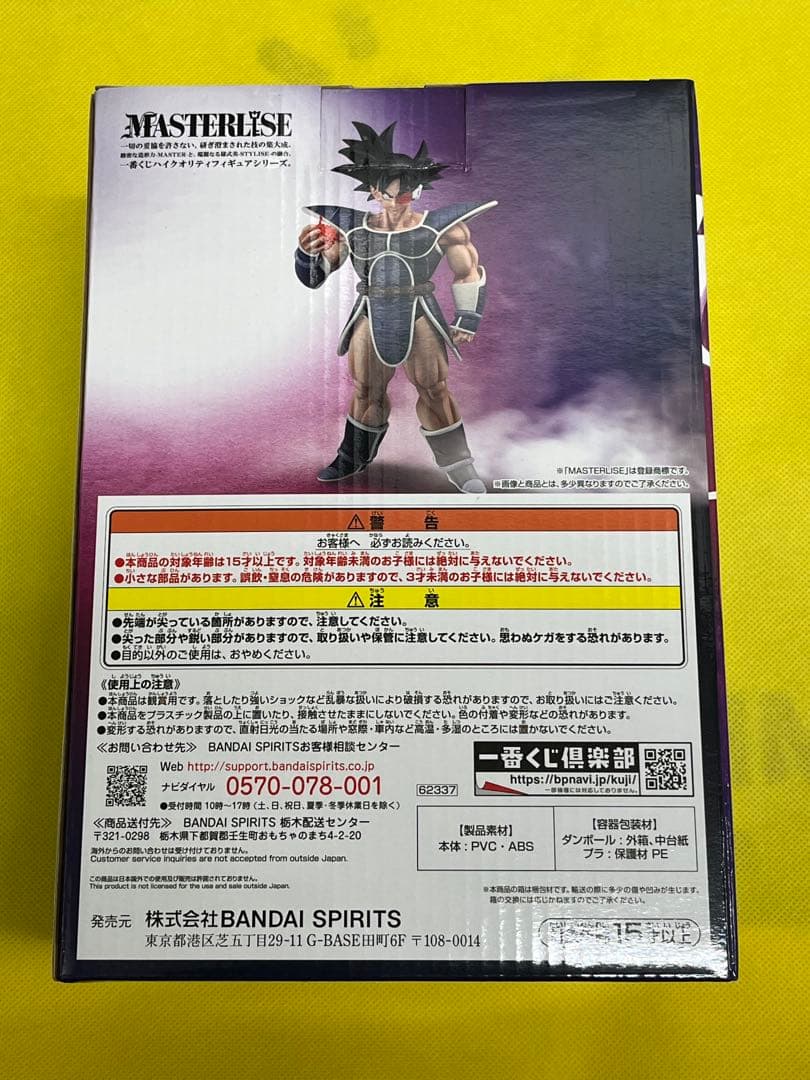 MASTERLISE
一切の妥協を許さない、研ぎ澄まされた技の集大成。
緻密な造形力-MASTER-と、端麗なる様式美-STYLISE-の融合。
一番くじハイクオリティフィギュアシリーズ。
※「MASTERLISE」は登録商標です。
※画像と商品とは、多少異なりますのでご了承ください。
⚠警告
お客様へ 必ずお読みください。
●本商品の対象年齢は15才以上です。対象年齢未満のお子様には絶対に与えないでください。
●小さな部品があります。誤飲・窒息の危険がありますので、3才未満のお子様には絶対に与えないでください。
⚠注意
●先端が尖っている箇所がありますので、注意してください。
●尖った部分や鋭い部分がありますので、取り扱いや保管に注意してください。思わぬケガをする恐れがあります。
●目的以外のご使用は、おやめください。
《使用上の注意》
●本商品は観賞用です。落としたり強いショックなど乱暴な扱いにより破損する恐れがありますので、お取り扱いにはご注意ください。
●本商品をプラスチック製品の上に置いたり、接触させたままにしないでください。色の付着や変形などの恐れがあります。
●変形する恐れがありますので、直射日光の当たる場所や窓際・車内など高温・多湿のところには置かないでください。
≪お問い合わせ先≫ BANDAI SPIRITSお客様相談センター
Web http://support.bandaispirits.co.jp
ナビダイヤル 0570-078-001
●受付時間 10時～17時(土、日、祝日、夏季・冬季休業日を除く)
62337
一番くじ倶楽部
https://bpnavi.jp/kuji/
一部機種には対応しておりません。
≪商品送付先≫ BANDAI SPIRITS 栃木配送センター
〒321-0298 栃木県下都賀郡壬生町おもちゃのまち4-2-20
海外からのお問い合わせは受け付けておりません。
Customer service inquiries are not accepted from outside Japan.
この商品は日本国外での使用及び販売は許諾されておりません。
This product is not licensed for the use and sale outside Japan.
【製品素材】
本体：PVC・ABS
【容器包装材】
ダンボール：外箱、中台紙
プラ：保護材 PE
※本商品の箱は梱包材です。輸送の際に多少の傷や凹みが生じます。
箱の交換には応じかねますのでご了承ください。
発売元 株式会社BANDAI SPIRITS
東京都港区芝五丁目29-11 G-BASE田町6F 〒108-0014
対象年齢15才以上